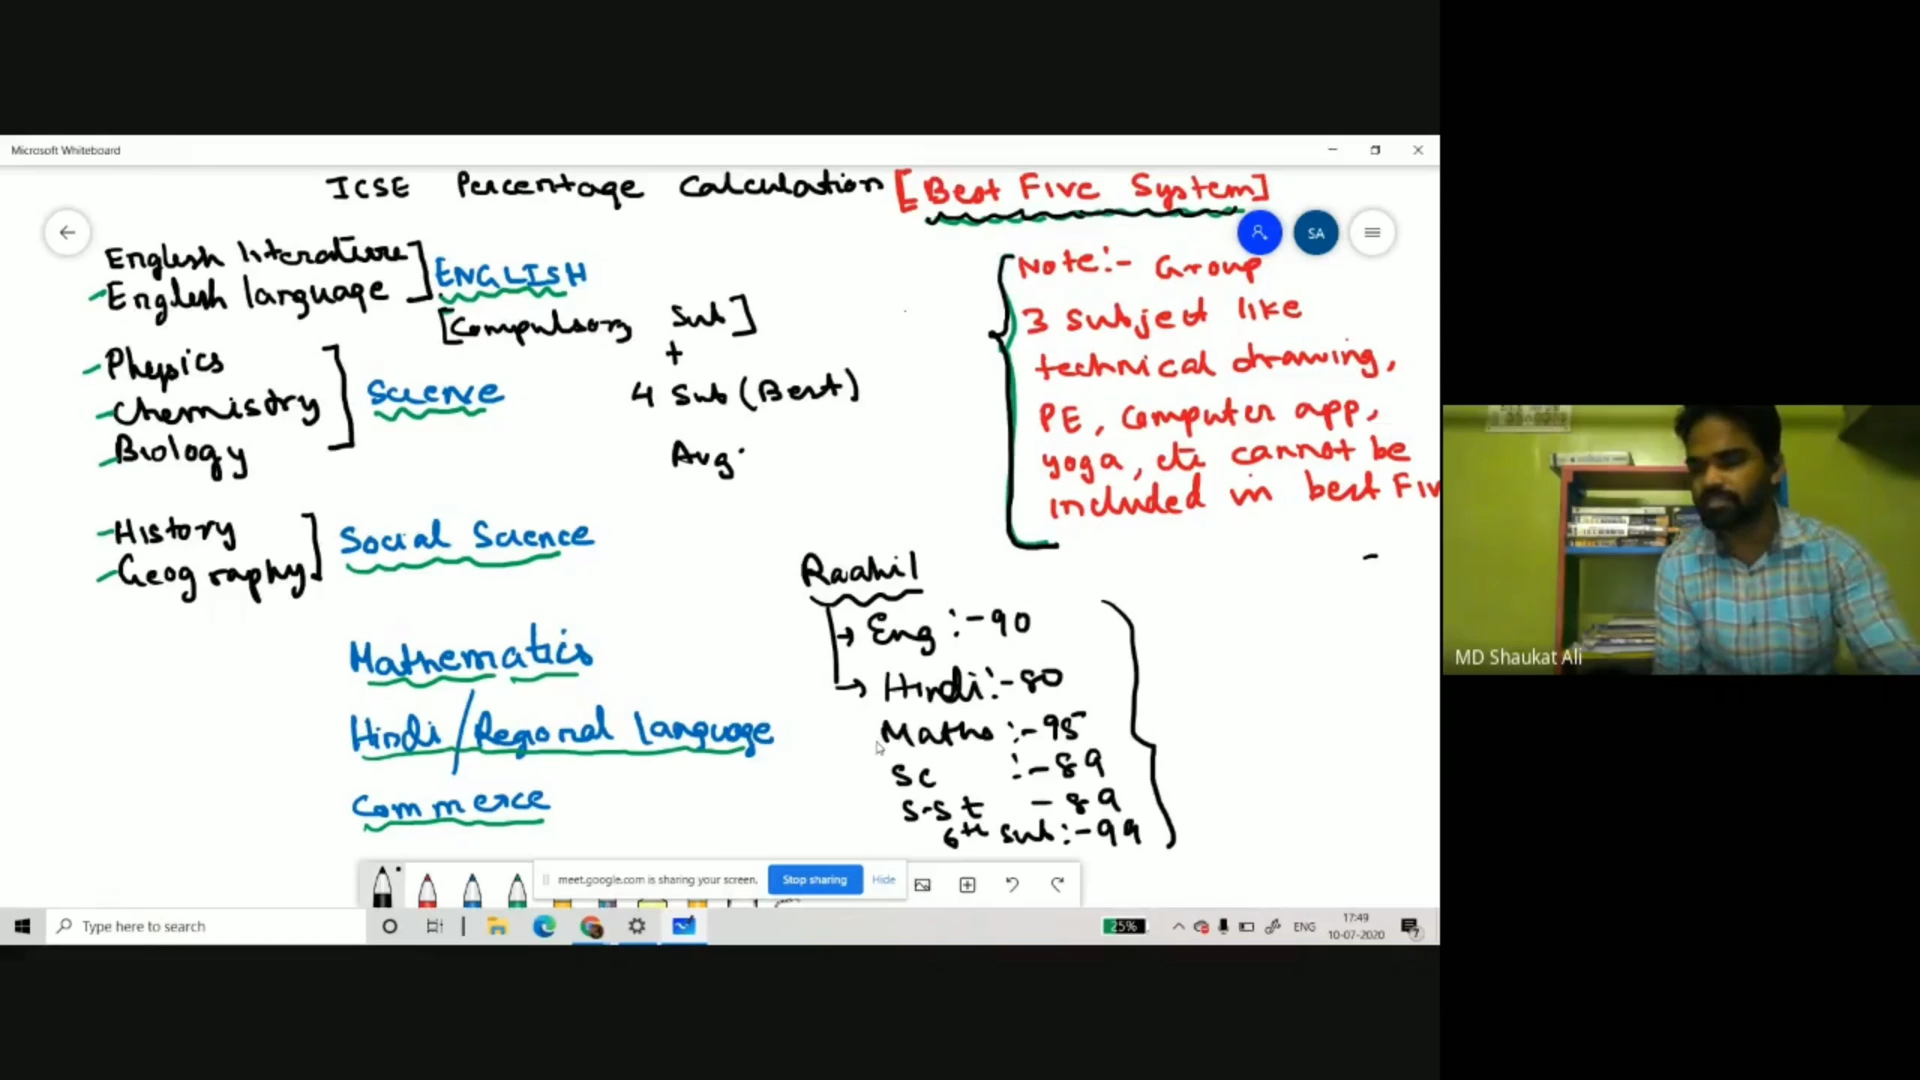 Microsoft Whiteboard
ICSE Percentage Calculation [Best Five System]
SA
English literature
English language
ENGLISH
[Compulsory Sub]
+
4 Sub (Best)
Avg.
Physics
Chemistry
Biology
Science
History
Geography
Social Science
Mathematics
Hindi / Regional language
Commerce
Note:- Group
3 subject like
technical drawing,
PE, computer app,
yoga, etc cannot be
included in best Fiv
Raahil
→ Eng :- 90
→ Hindi :- 80
Maths :- 95
Sc :- 89
S-St - 89
6th sub :- 99
MD Shaukat Ali
meet.google.com is sharing your screen.
Stop sharing
Hide
Type here to search
25%
ENG
17:49
10-07-2020
7